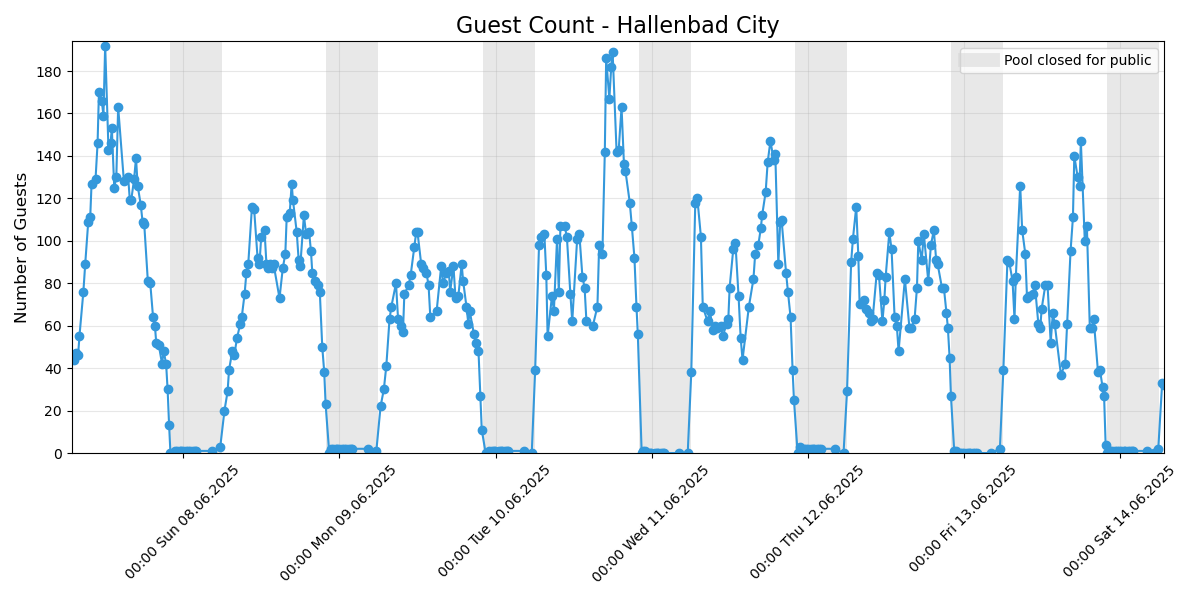 Guest Count - Hallenbad City
Pool closed for public
Number of Guests
180
160
140
120
100
80
60
40
20
0
00:00 Sun 08.06.2025
00:00 Mon 09.06.2025
00:00 Tue 10.06.2025
00:00 Wed 11.06.2025
00:00 Thu 12.06.2025
00:00 Fri 13.06.2025
00:00 Sat 14.06.2025